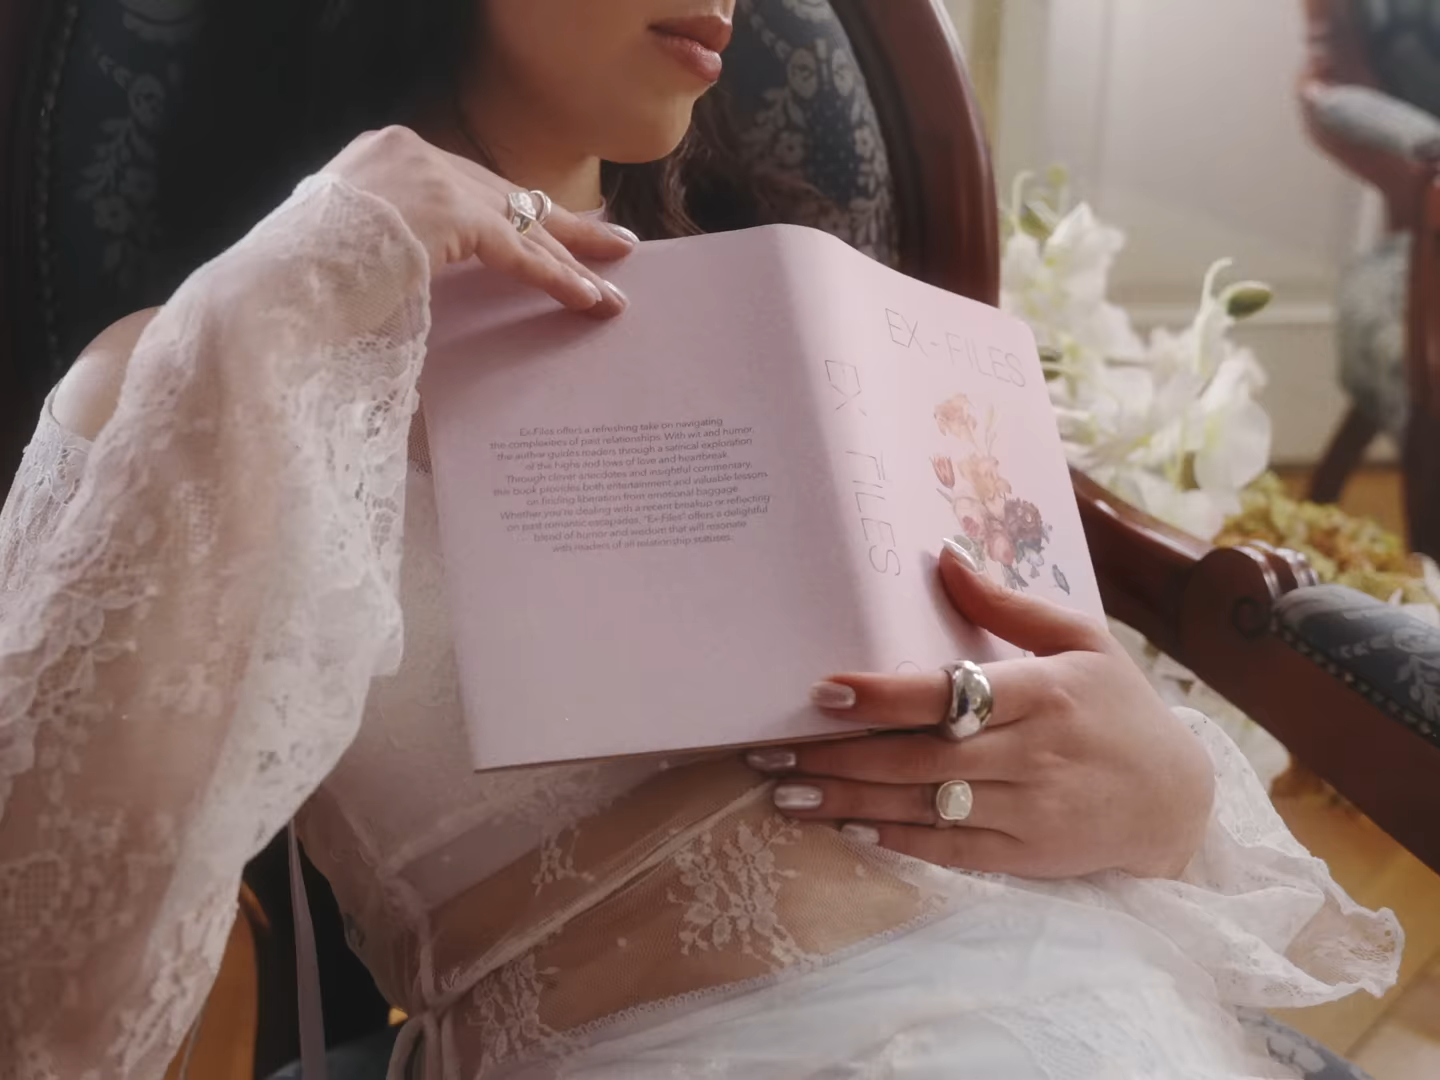 Ex-Files offers a refreshing take on navigating
the complexities of past relationships. With wit and humor,
the author guides readers through a satirical exploration
of the highs and lows of love and heartbreak.
Through clever anecdotes and insightful commentary,
this book provides both entertainment and valuable lessons
on finding liberation from emotional baggage.
Whether you're dealing with a recent breakup or reflecting
on past romantic escapades, "Ex-Files" offers a delightful
blend of humor and wisdom that will resonate
with readers of all relationship statuses.
EX-FILES
EX-FILES